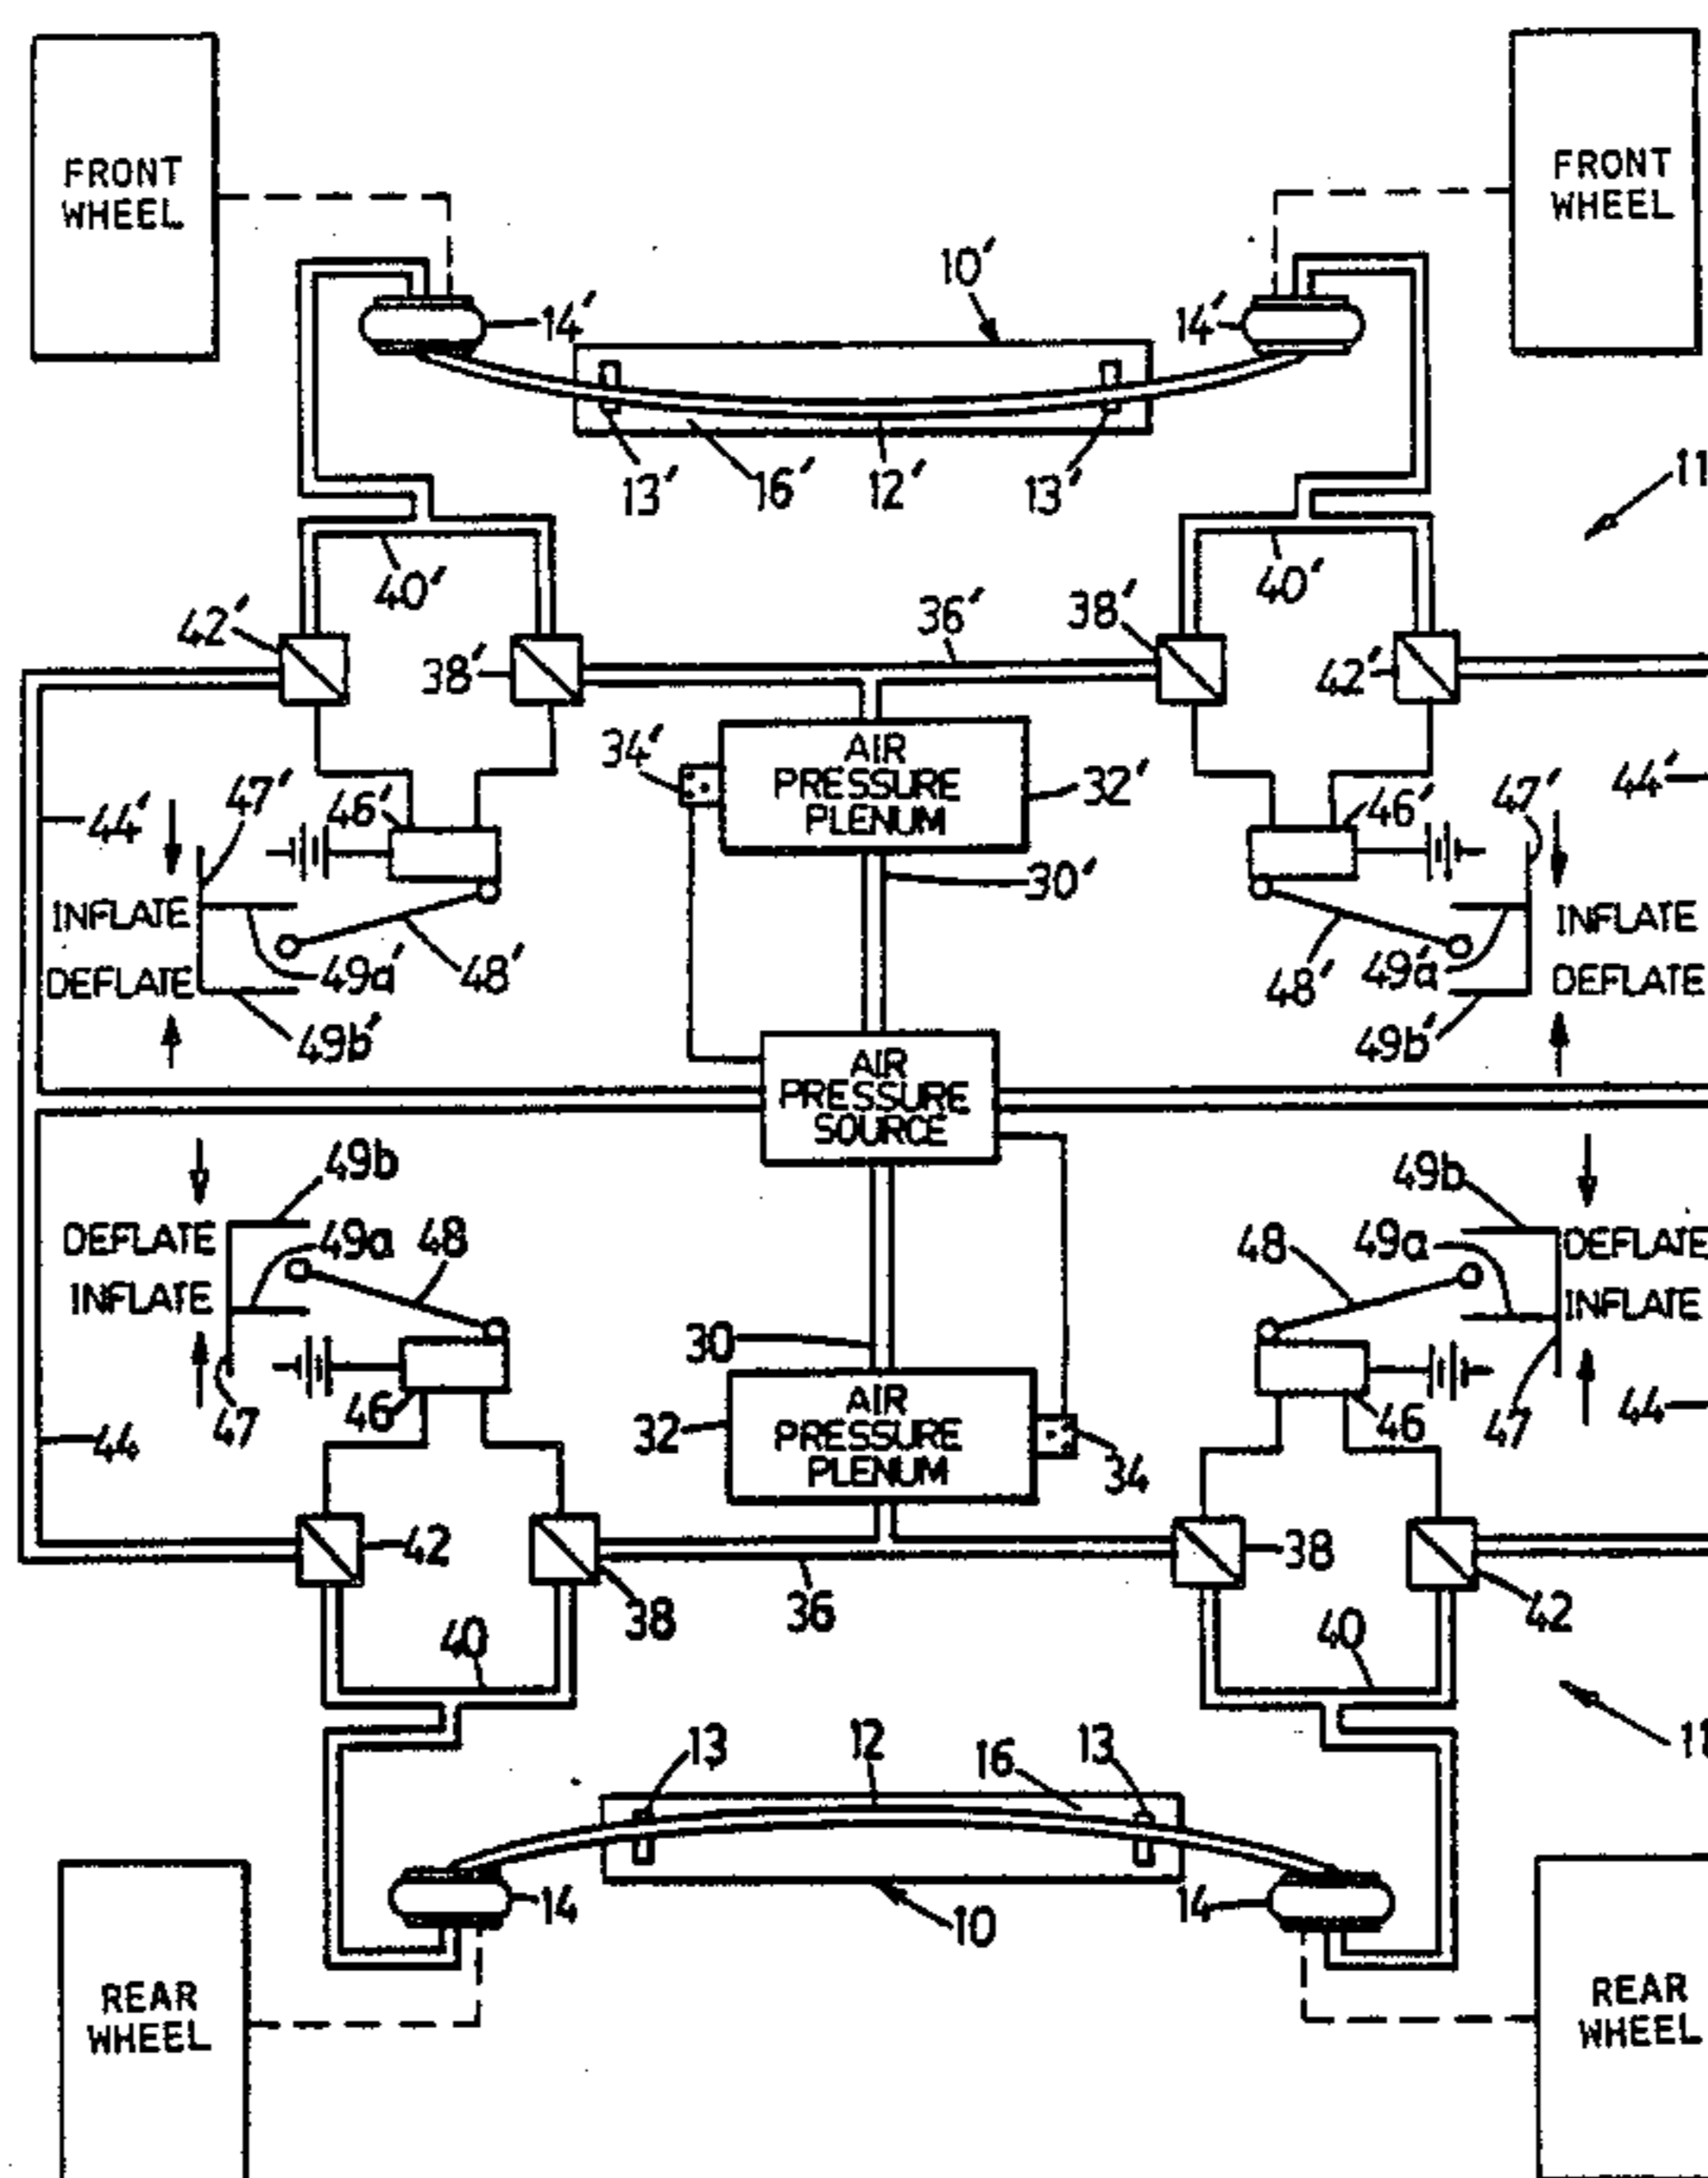 FRONT
WHEEL
FRONT
WHEEL
10'
14'
14'
13'
16'
12'
13'
11
40'
40'
42'
38'
36'
38'
42'
34'
AIR
PRESSURE
PLENUM
32'
44'
47'
46'
46'
47'
44'
30'
INFLATE
DEFLATE
49a'
48'
49b'
48'
49a'
49b'
INFLATE
DEFLATE
AIR
PRESSURE
SOURCE
49b
DEFLATE
INFLATE
49a
48
49b
48
49a
DEFLATE
INFLATE
30
44
47
46
32
AIR
PRESSURE
PLENUM
34
46
47
44
42
38
36
38
42
40
40
13
12
16
13
11
14
10
14
REAR
WHEEL
REAR
WHEEL